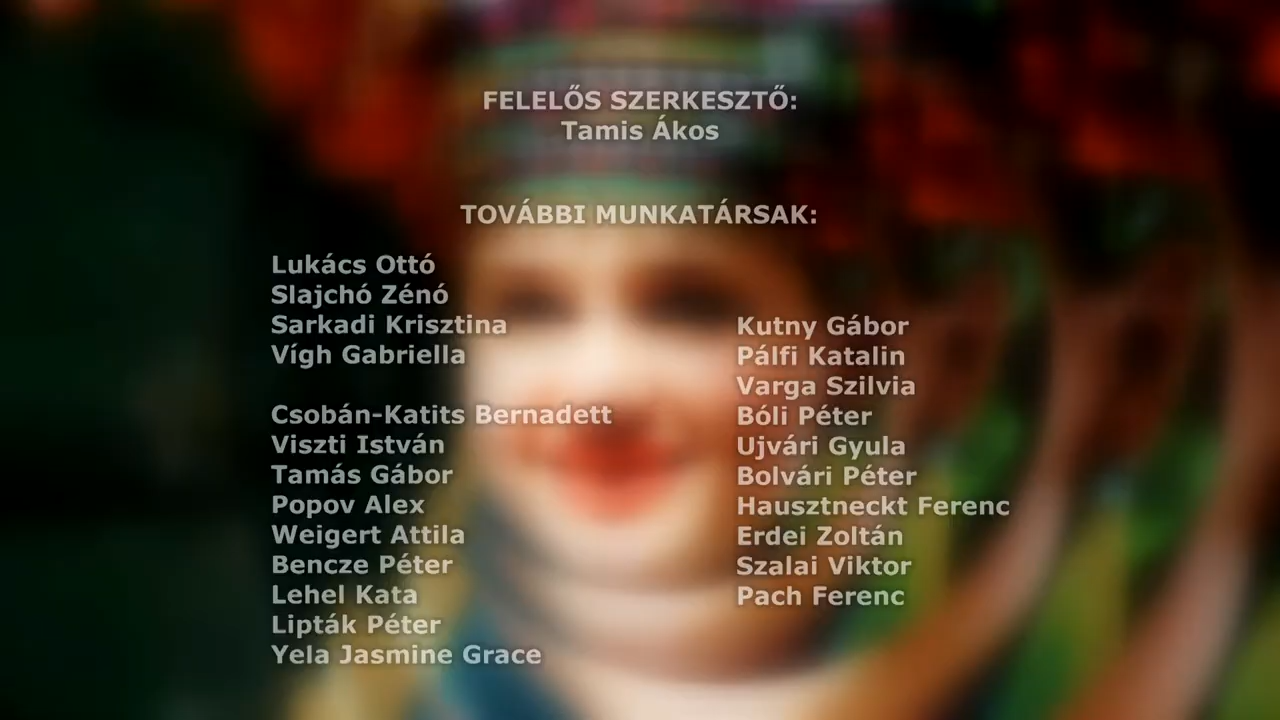 FELELŐS SZERKESZTŐ:
Tamis Ákos
TOVÁBBI MUNKATÁRSAK:
Lukács Ottó
Slajchó Zénó
Sarkadi Krisztina
Vígh Gabriella
Csobán-Katits Bernadett
Viszti István
Tamás Gábor
Popov Alex
Weigert Attila
Bencze Péter
Lehel Kata
Lipták Péter
Yela Jasmine Grace
Kutny Gábor
Pálfi Katalin
Varga Szilvia
Bóli Péter
Ujvári Gyula
Bolvári Péter
Hausztneckt Ferenc
Erdei Zoltán
Szalai Viktor
Pach Ferenc